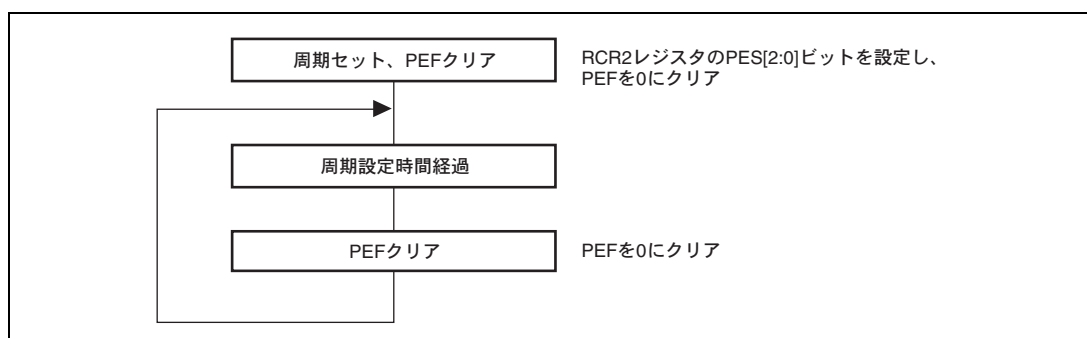 周期セット、PEFクリア
RCR2レジスタのPES[2:0]ビットを設定し、
PEFを0にクリア
周期設定時間経過
PEFクリア
PEFを0にクリア